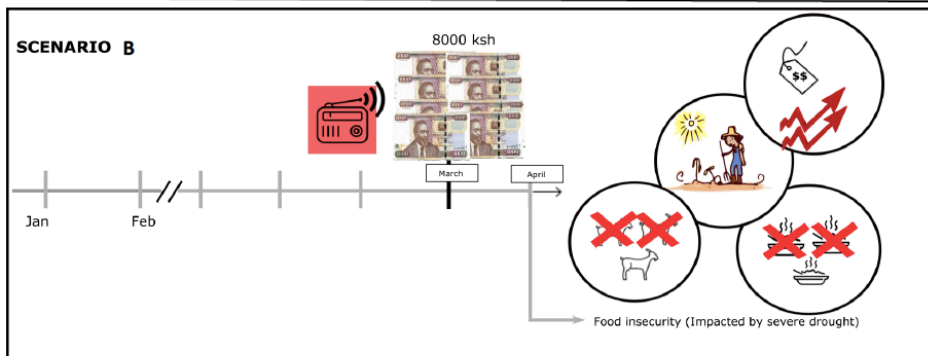 SCENARIO B
8000 ksh
$$
March
April
Jan
Feb
Food insecurity (Impacted by severe drought)